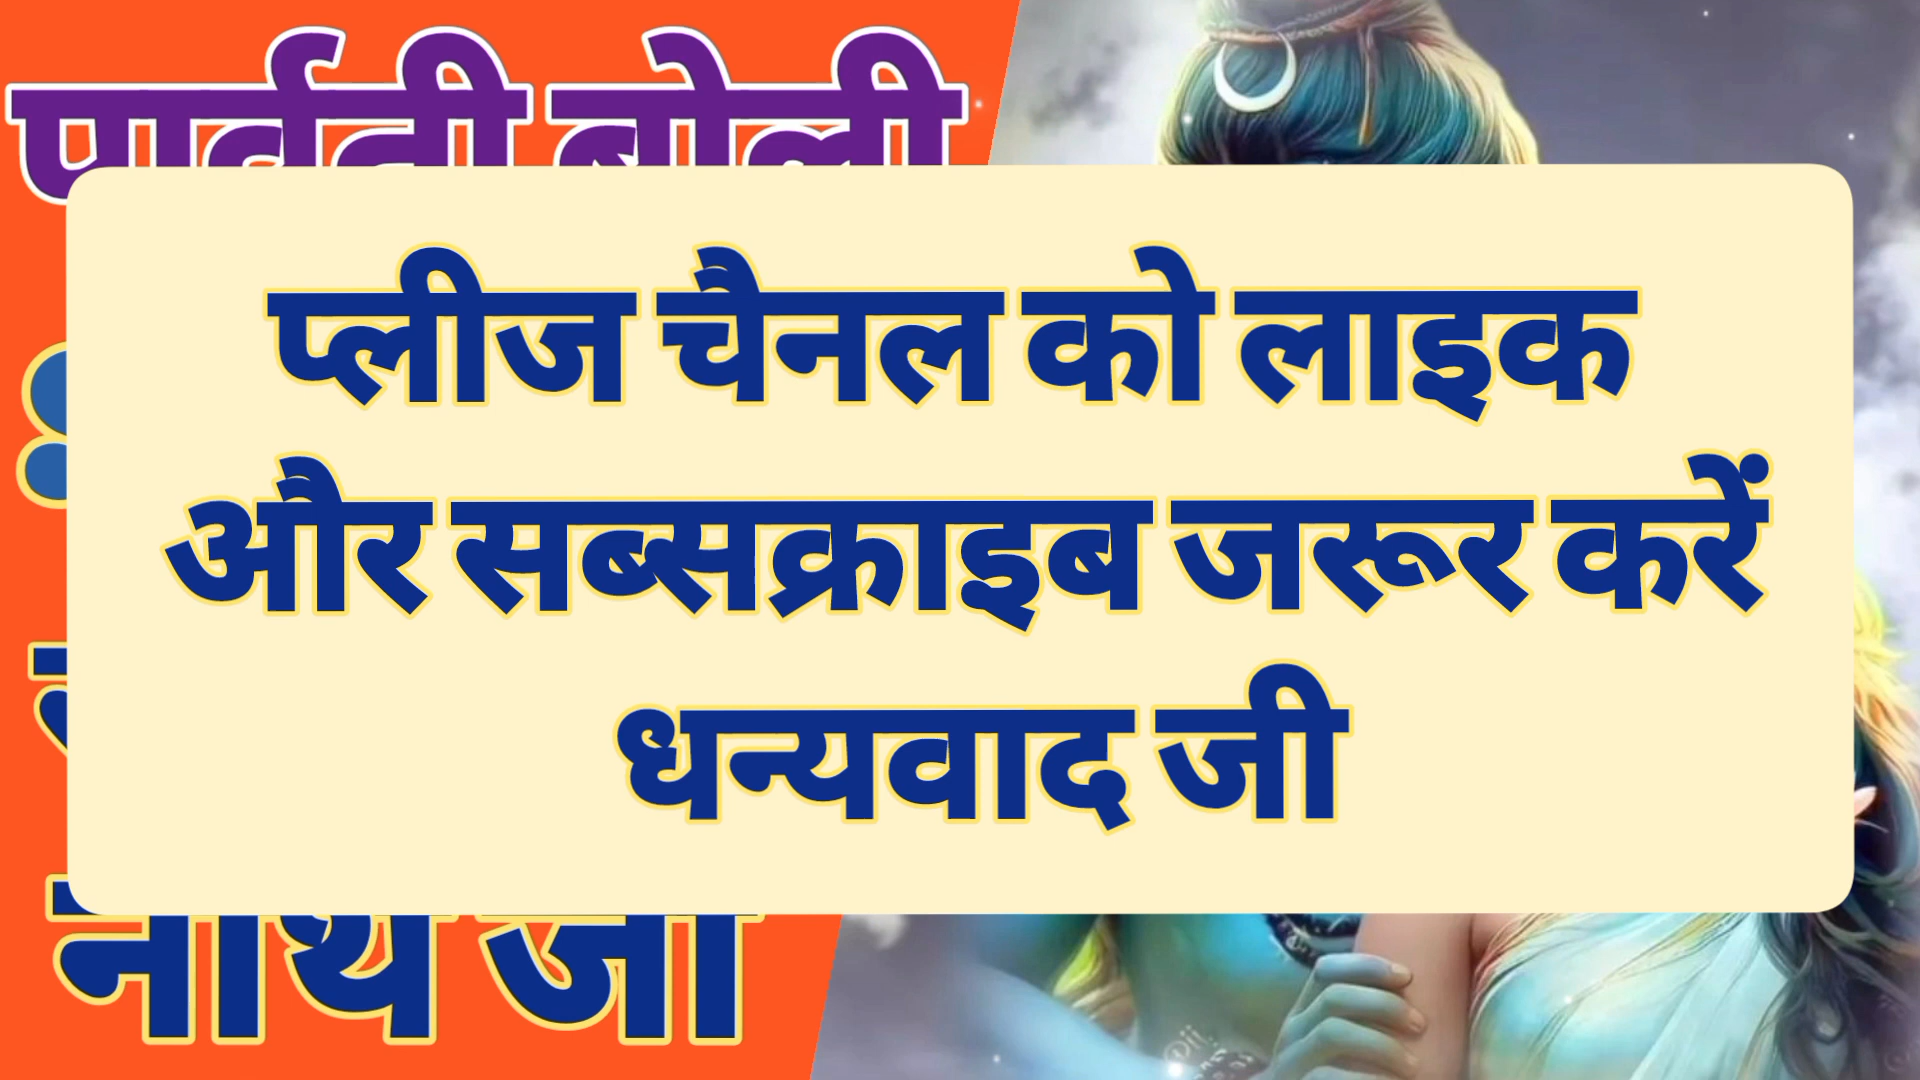 पार्वती बोली
प्लीज चैनल को लाइक
और सब्सक्राइब जरूर करें
धन्यवाद जी
नाथ जी